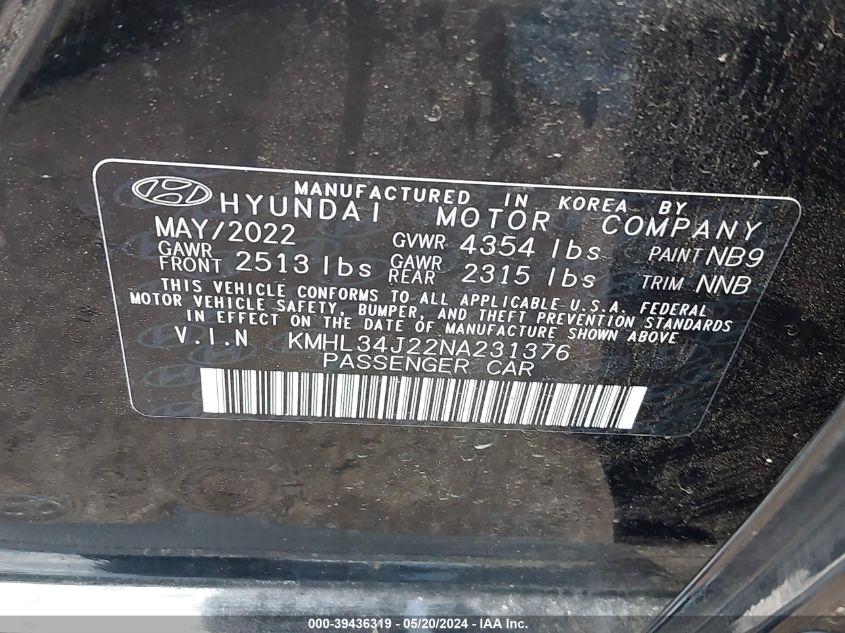 MANUFACTURED IN KOREA BY
HYUNDAI MOTOR COMPANY
MAY/2022 GVWR 4354 lbs PAINT NB9
GAWR FRONT 2513 lbs GAWR REAR 2315 lbs TRIM NNB
THIS VEHICLE CONFORMS TO ALL APPLICABLE U.S.A. FEDERAL
MOTOR VEHICLE SAFETY, BUMPER, AND THEFT PREVENTION STANDARDS
IN EFFECT ON THE DATE OF MANUFACTURE SHOWN ABOVE
V.I.N KMHL34J22NA231376
PASSENGER CAR
000-39436319 - 05/20/2024 - IAAI.com